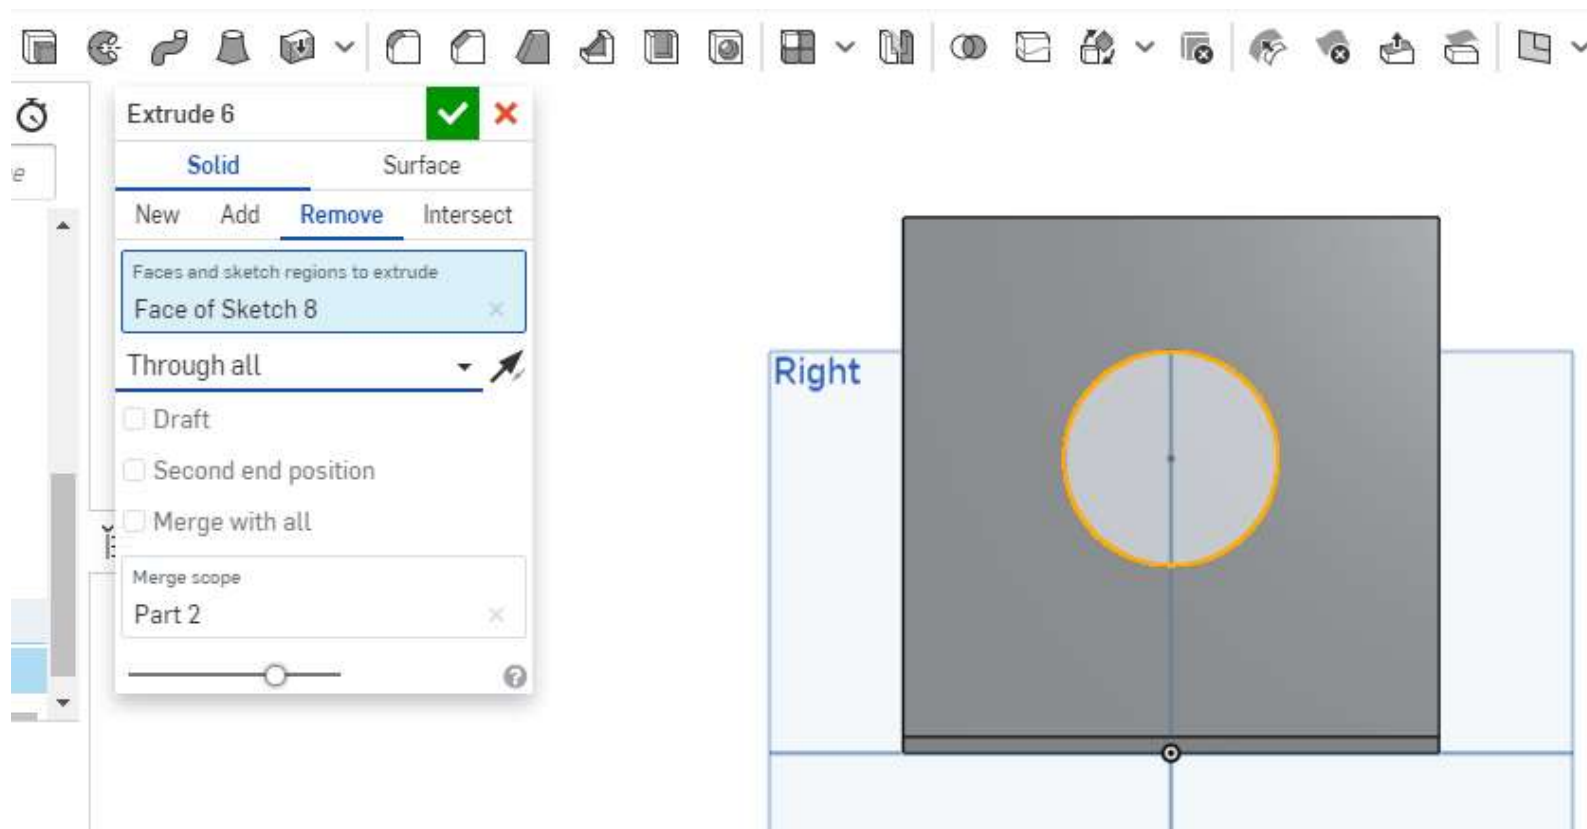 Extrude 6
Solid Surface
New Add Remove Intersect
Faces and sketch regions to extrude
Face of Sketch 8
Through all
Draft
Second end position
Merge with all
Merge scope
Part 2
e
Right